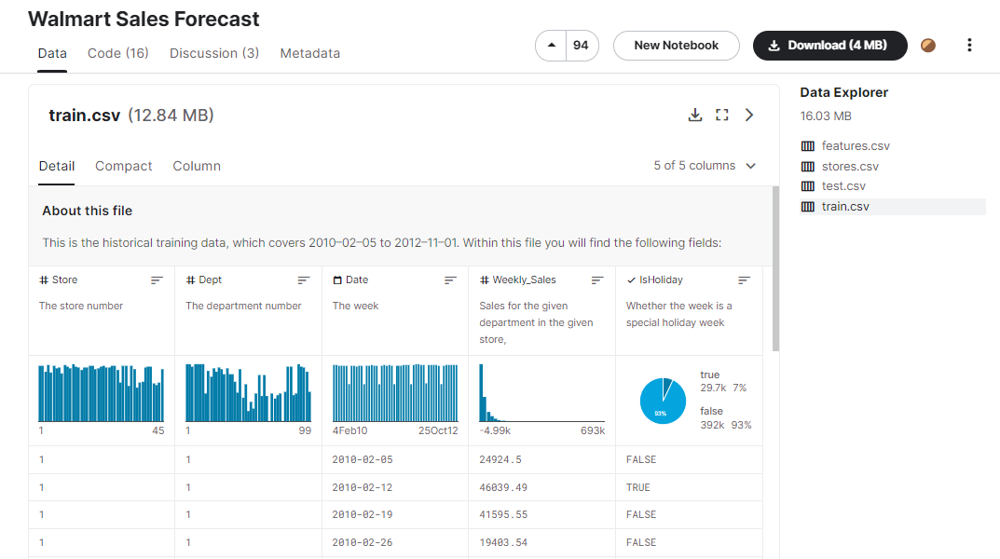 Walmart Sales Forecast
Data Code (16) Discussion (3) Metadata
94 New Notebook Download (4 MB)
train.csv (12.84 MB)
Detail Compact Column
5 of 5 columns
About this file
This is the historical training data, which covers 2010–02–05 to 2012–11–01. Within this file you will find the following fields:
# Store # Dept Date # Weekly_Sales IsHoliday
The store number
The department number
The week
Sales for the given
department in the given
store,
Whether the week is a
special holiday week
1 45
1 99
4Feb10 25Oct12
-4.99k 693k
93%
true
29.7k 7%
false
392k 93%
1 1 2010-02-05 24924.5 FALSE
1 1 2010-02-12 46039.49 TRUE
1 1 2010-02-19 41595.55 FALSE
1 1 2010-02-26 19403.54 FALSE
Data Explorer
16.03 MB
features.csv
stores.csv
test.csv
train.csv